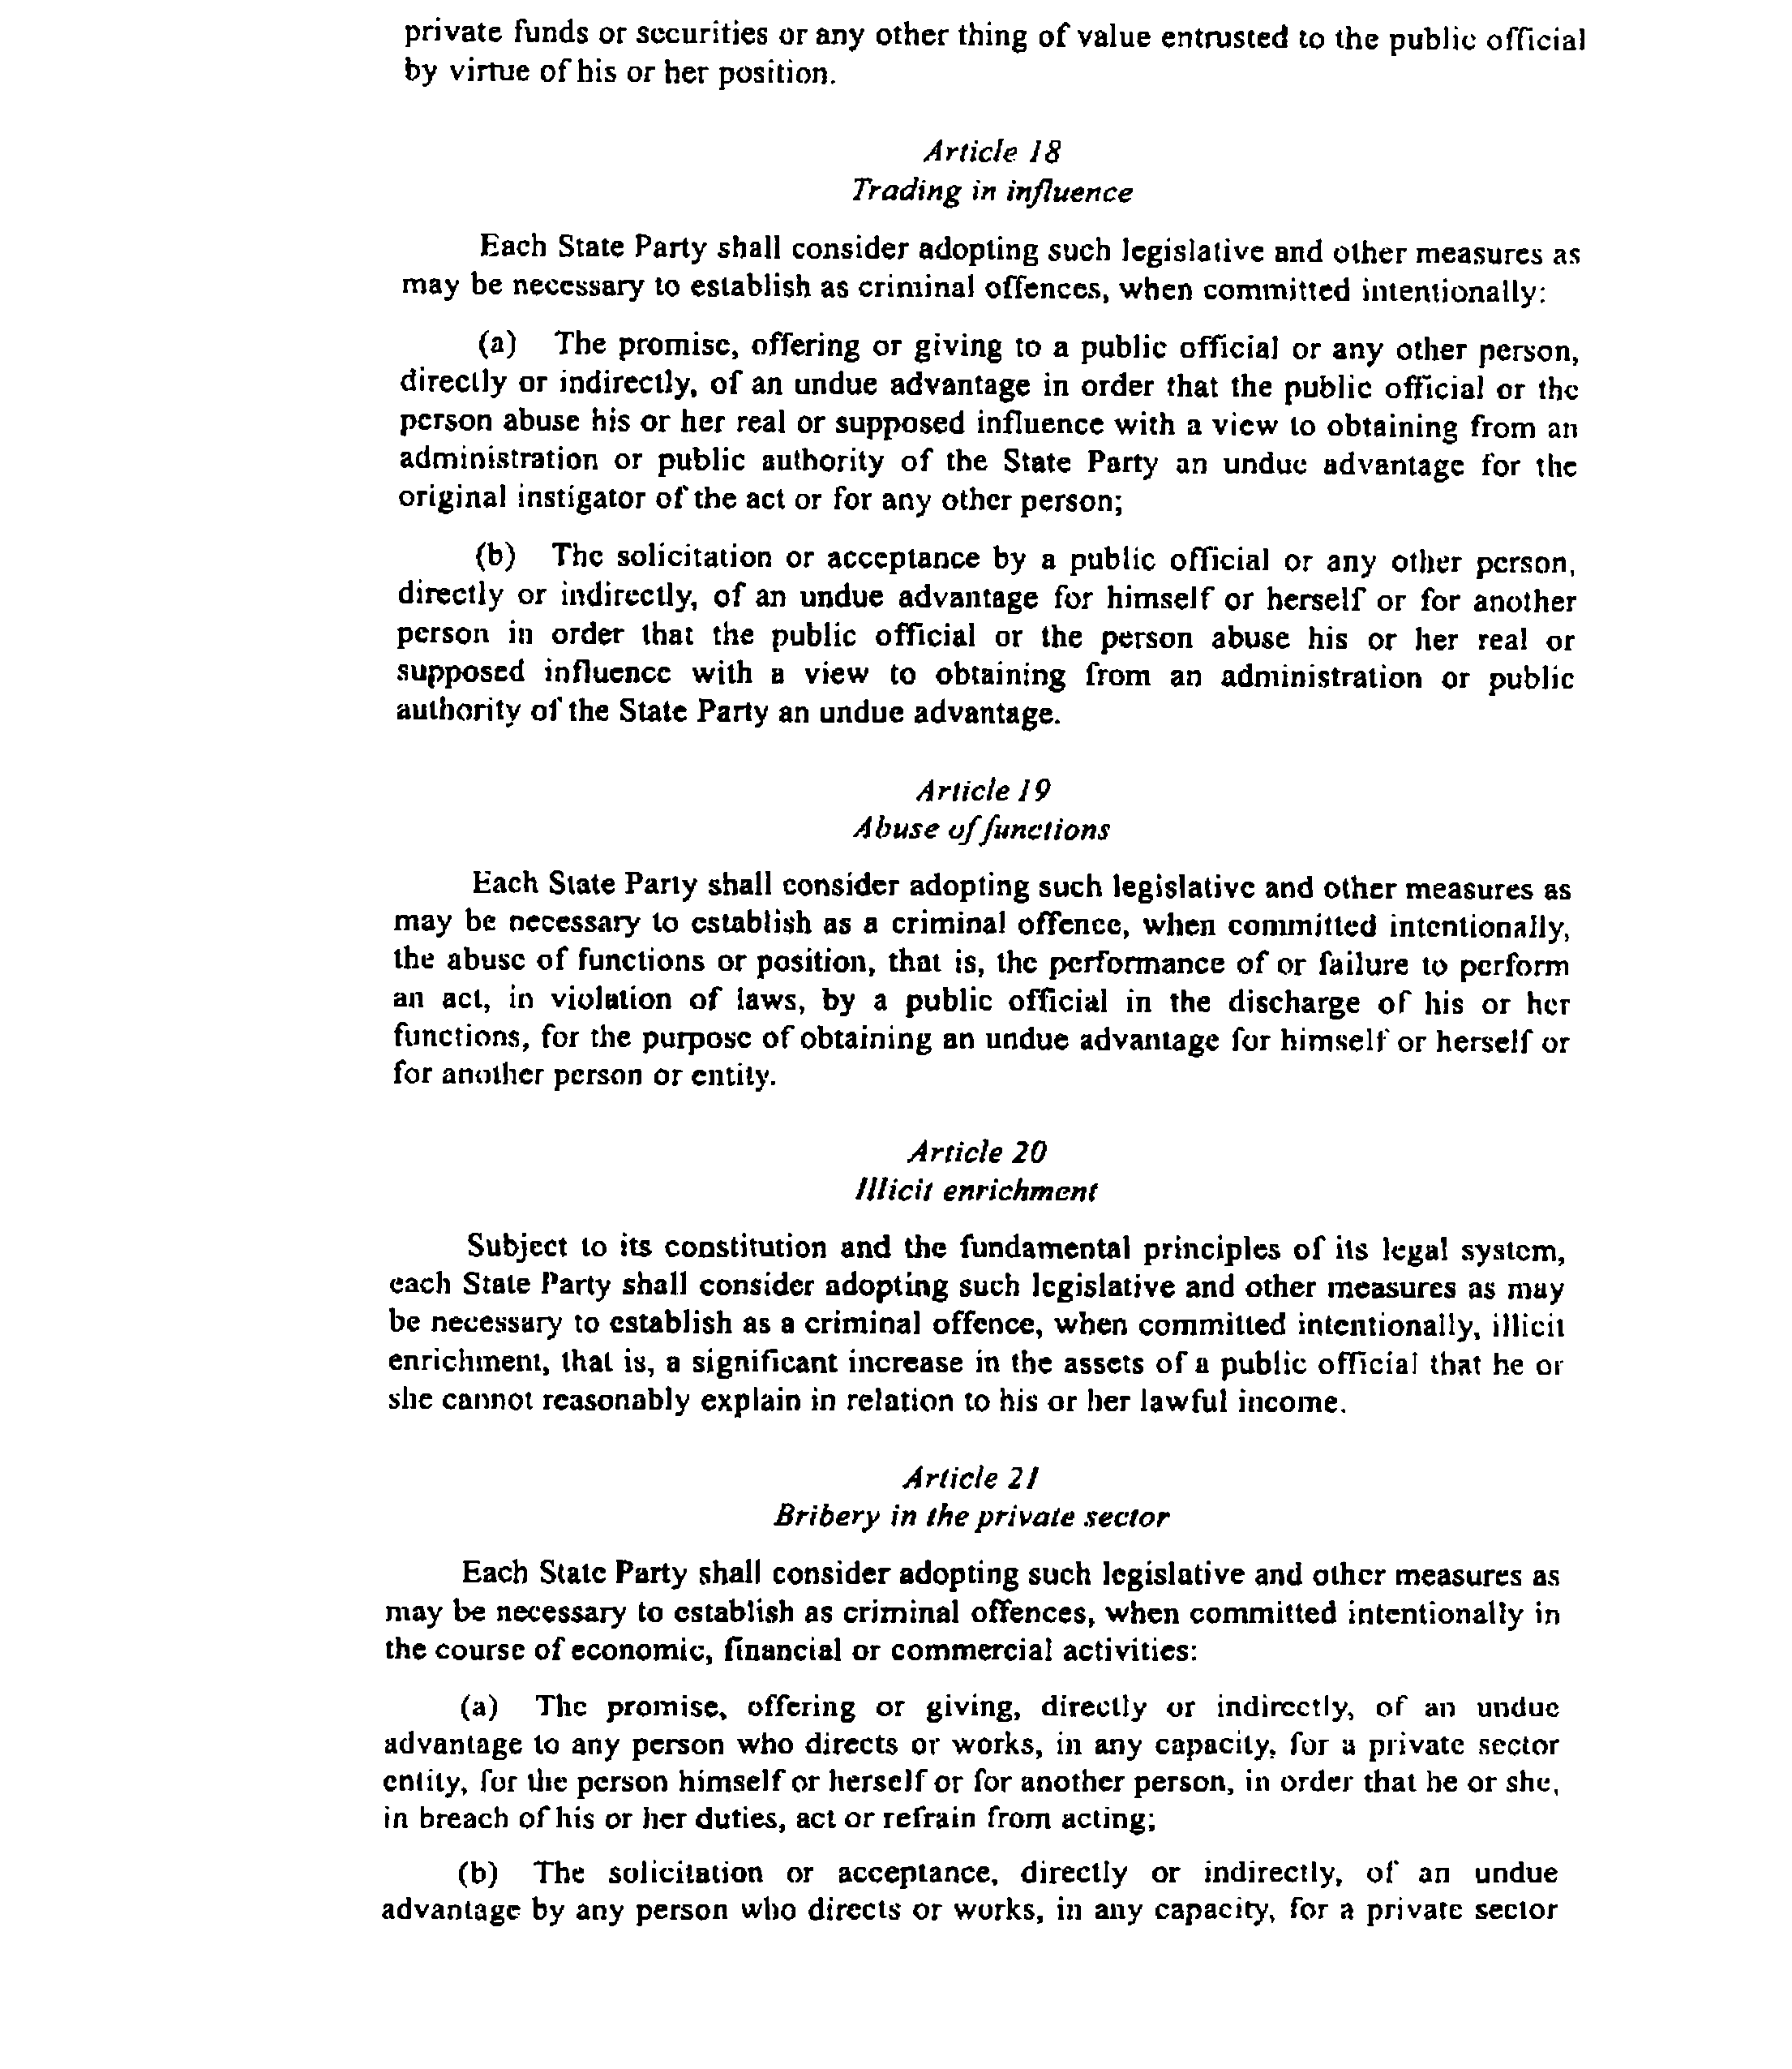 private funds or securities or any other thing of value entrusted to the public official
by virtue of his or her position.
Article 18
Trading in influence
Each State Party shall consider adopting such legislative and other measures as
may be necessary to establish as criminal offences, when committed intentionally:
(a) The promise, offering or giving to a public official or any other person,
directly or indirectly, of an undue advantage in order that the public official or the
person abuse his or her real or supposed influence with a view to obtaining from an
administration or public authority of the State Party an undue advantage for the
original instigator of the act or for any other person;
(b) The solicitation or acceptance by a public official or any other person,
directly or indirectly, of an undue advantage for himself or herself or for another
person in order that the public official or the person abuse his or her real or
supposed influence with a view to obtaining from an administration or public
authority of the State Party an undue advantage.
Article 19
Abuse of functions
Each State Party shall consider adopting such legislative and other measures as
may be necessary to establish as a criminal offence, when committed intentionally,
the abuse of functions or position, that is, the performance of or failure to perform
an act, in violation of laws, by a public official in the discharge of his or her
functions, for the purpose of obtaining an undue advantage for himself or herself or
for another person or entity.
Article 20
Illicit enrichment
Subject to its constitution and the fundamental principles of its legal system,
each State Party shall consider adopting such legislative and other measures as may
be necessary to establish as a criminal offence, when committed intentionally, illicit
enrichment, that is, a significant increase in the assets of a public official that he or
she cannot reasonably explain in relation to his or her lawful income.
Article 21
Bribery in the private sector
Each State Party shall consider adopting such legislative and other measures as
may be necessary to establish as criminal offences, when committed intentionally in
the course of economic, financial or commercial activities:
(a) The promise, offering or giving, directly or indirectly, of an undue
advantage to any person who directs or works, in any capacity, for a private sector
entity, for the person himself or herself or for another person, in order that he or she,
in breach of his or her duties, act or refrain from acting;
(b) The solicitation or acceptance, directly or indirectly, of an undue
advantage by any person who directs or works, in any capacity, for a private sector